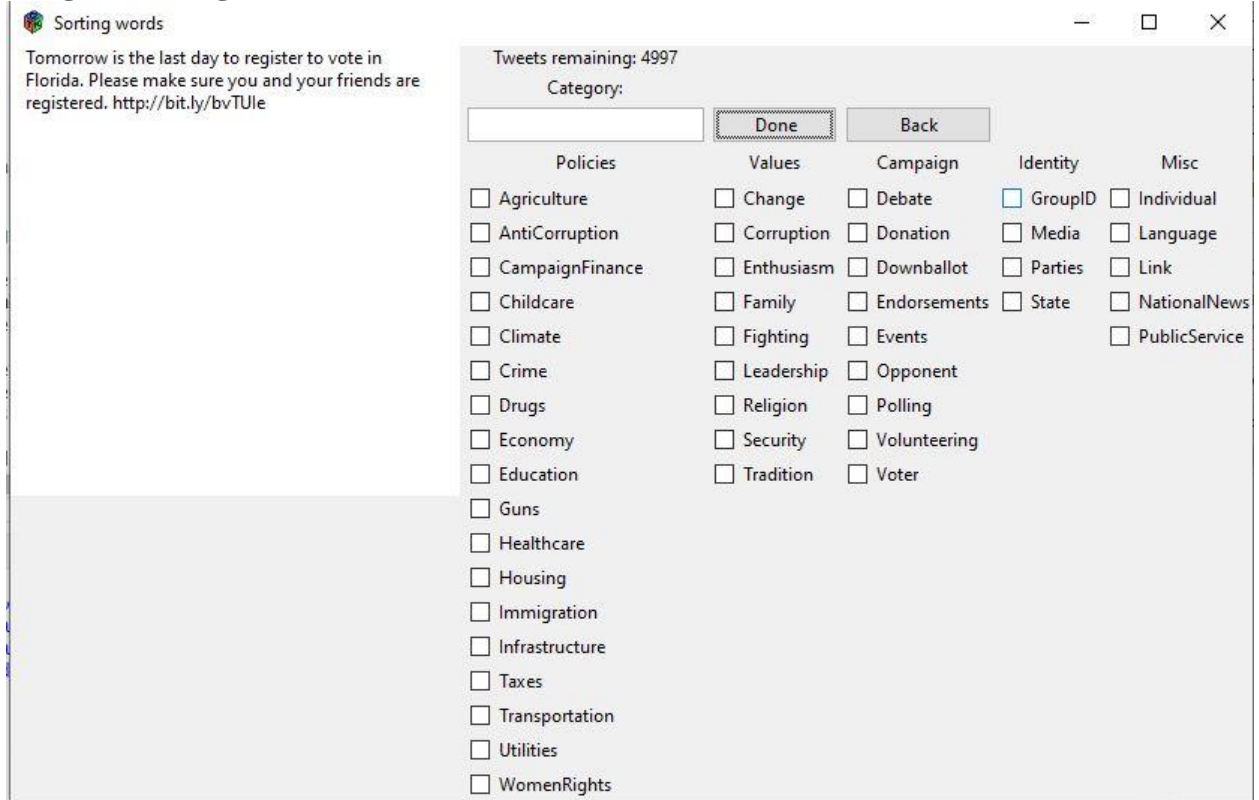 Sorting words
Tomorrow is the last day to register to vote in
Florida. Please make sure you and your friends are
registered. http://bit.ly/bvTUle
Tweets remaining: 4997
Category:
Done Back
Policies Values Campaign Identity Misc
Agriculture Change Debate GroupID Individual
AntiCorruption Corruption Donation Media Language
CampaignFinance Enthusiasm Downballot Parties Link
Childcare Family Endorsements State NationalNews
Climate Fighting Events PublicService
Crime Leadership Opponent
Drugs Religion Polling
Economy Security Volunteering
Education Tradition Voter
Guns
Healthcare
Housing
Immigration
Infrastructure
Taxes
Transportation
Utilities
WomenRights